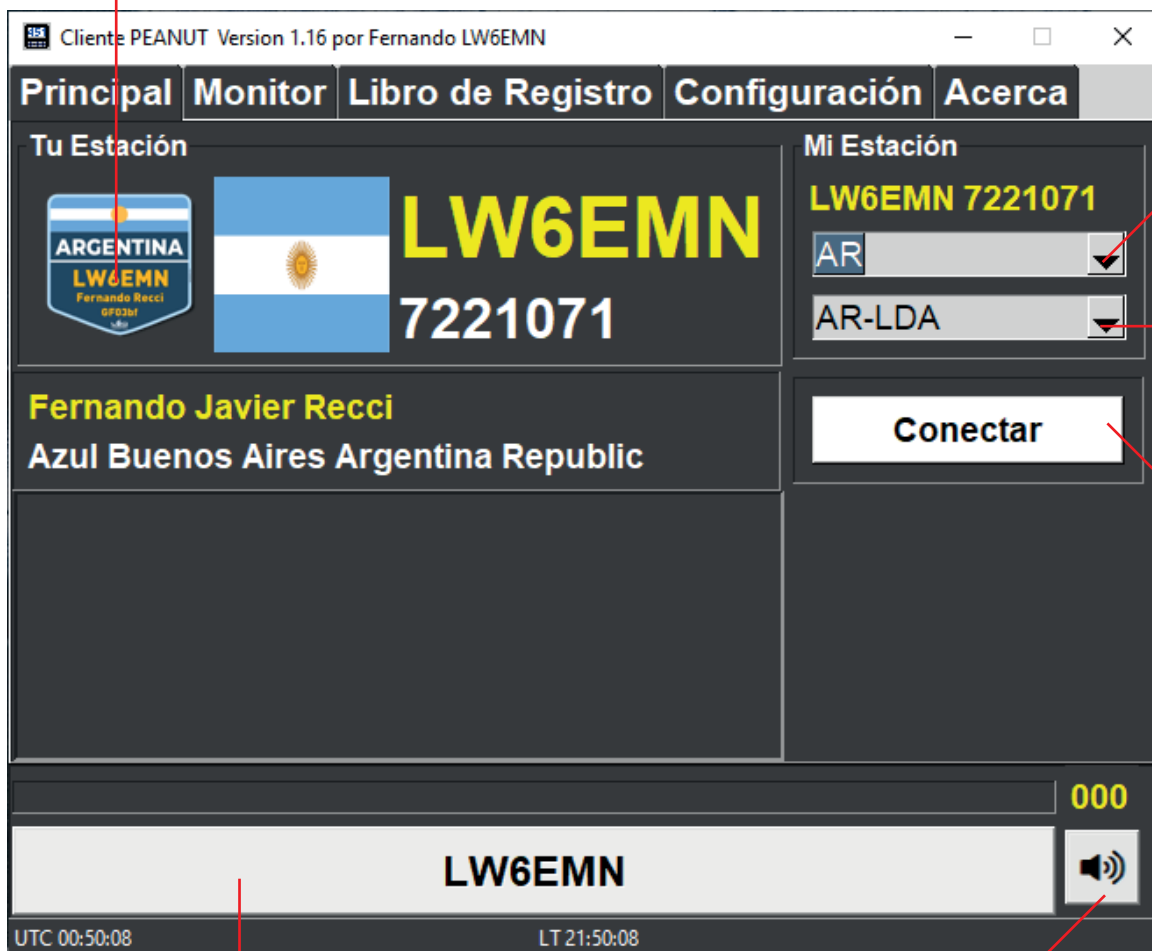 Cliente PEANUT Version 1.16 por Fernando LW6EMN
Principal Monitor Libro de Registro Configuración Acerca
Tu Estación
ARGENTINA
LW6EMN
Fernando Recci
GF03bf
LW6EMN
7221071
Mi Estación
LW6EMN 7221071
AR
AR-LDA
Fernando Javier Recci
Azul Buenos Aires Argentina Republic
Conectar
000
LW6EMN
UTC 00:50:08
LT 21:50:08